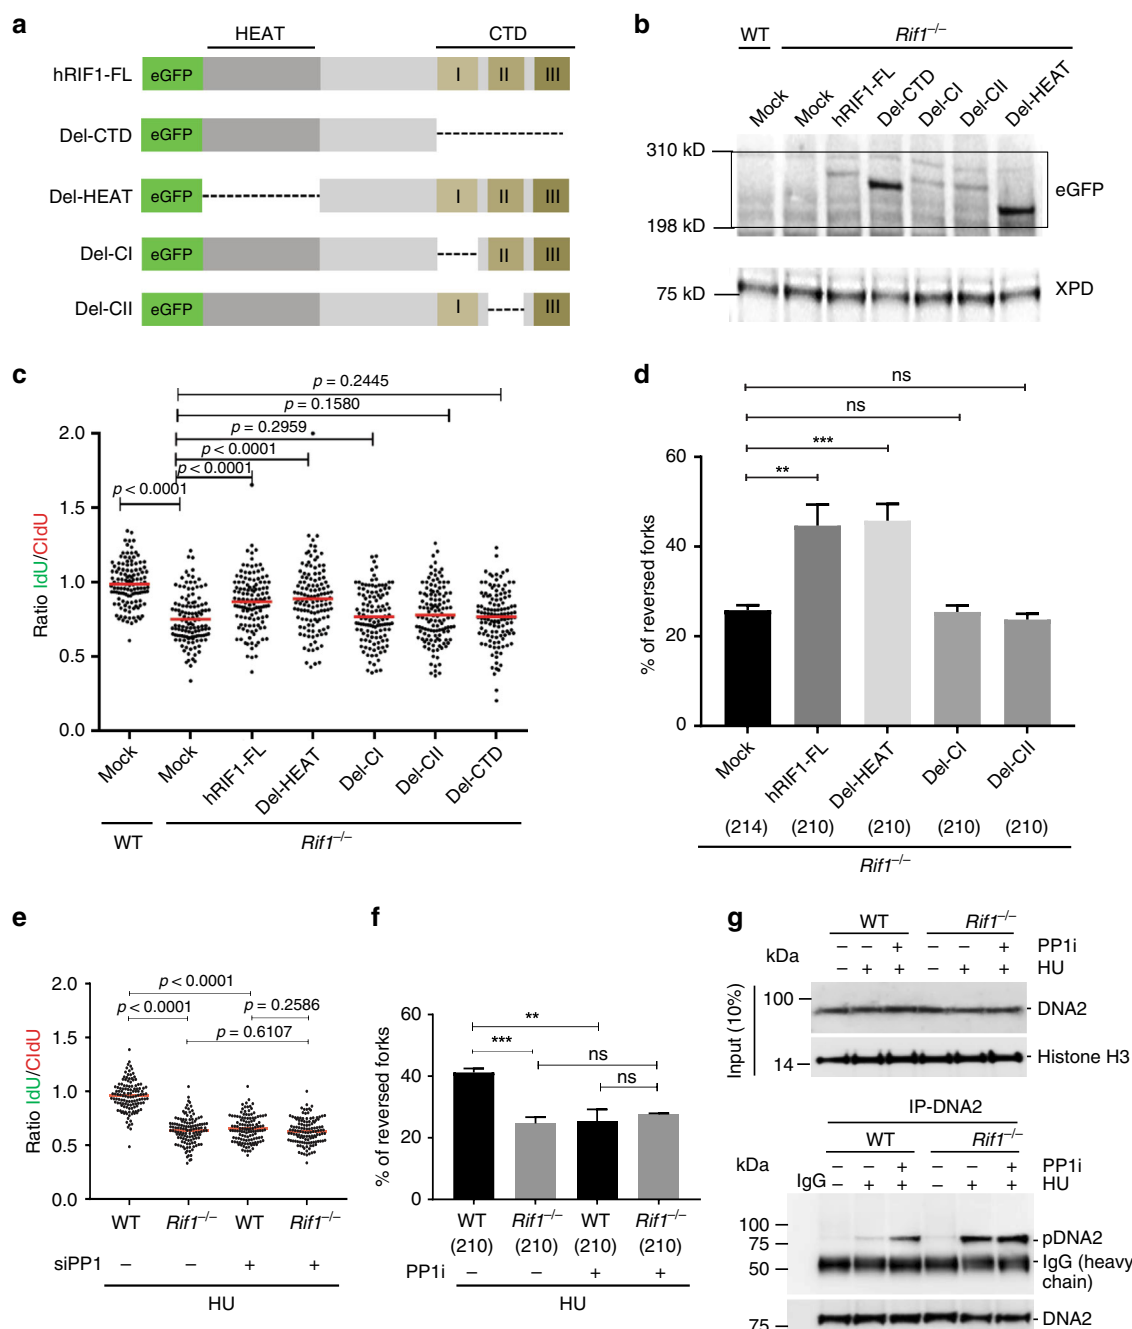 a
HEAT CTD
hRIF1-FL eGFP I II III
Del-CTD eGFP
Del-HEAT eGFP I II III
Del-CI eGFP II III
Del-CII eGFP I III
b
WT Rif1–/–
Mock Mock hRIF1-FL Del-CTD Del-CI Del-CII Del-HEAT
310 kD
eGFP
198 kD
75 kD XPD
c
p = 0.2445
p = 0.1580
p = 0.2959
p < 0.0001
p < 0.0001
p < 0.0001
Ratio IdU/CldU
2.0
1.5
1.0
0.5
0.0
Mock Mock hRIF1-FL Del-HEAT Del-CI Del-CII Del-CTD
WT Rif1–/–
d
ns
ns
***
**
% of reversed forks
60
40
20
0
Mock hRIF1-FL Del-HEAT Del-CI Del-CII
(214) (210) (210) (210) (210)
Rif1–/–
e
p < 0.0001
p < 0.0001 p = 0.2586
p = 0.6107
Ratio IdU/CldU
2.0
1.5
1.0
0.5
0.0
WT Rif1–/– WT Rif1–/–
siPP1 – – + +
HU
f
**
*** ns
ns
% of reversed forks
60
40
20
0
WT Rif1–/– WT Rif1–/–
(210) (210) (210) (210)
PP1i – – + +
HU
g
WT Rif1–/–
kDa – – + – – + PP1i
– + + – + + HU
Input (10%)
100 DNA2
14 Histone H3
IP-DNA2
WT Rif1–/–
kDa – – + – – + PP1i
IgG – + + – + + HU
100
75 pDNA2
50 IgG (heavy chain)
75 DNA2